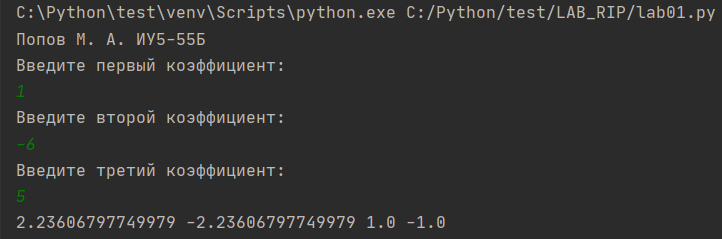 C:\Python\test\venv\Scripts\python.exe C:/Python/test/LAB_RIP/lab01.py
Попов М. А. ИУ5-55Б
Введите первый коэффициент:
1
Введите второй коэффициент:
-6
Введите третий коэффициент:
5
2.23606797749979 -2.23606797749979 1.0 -1.0